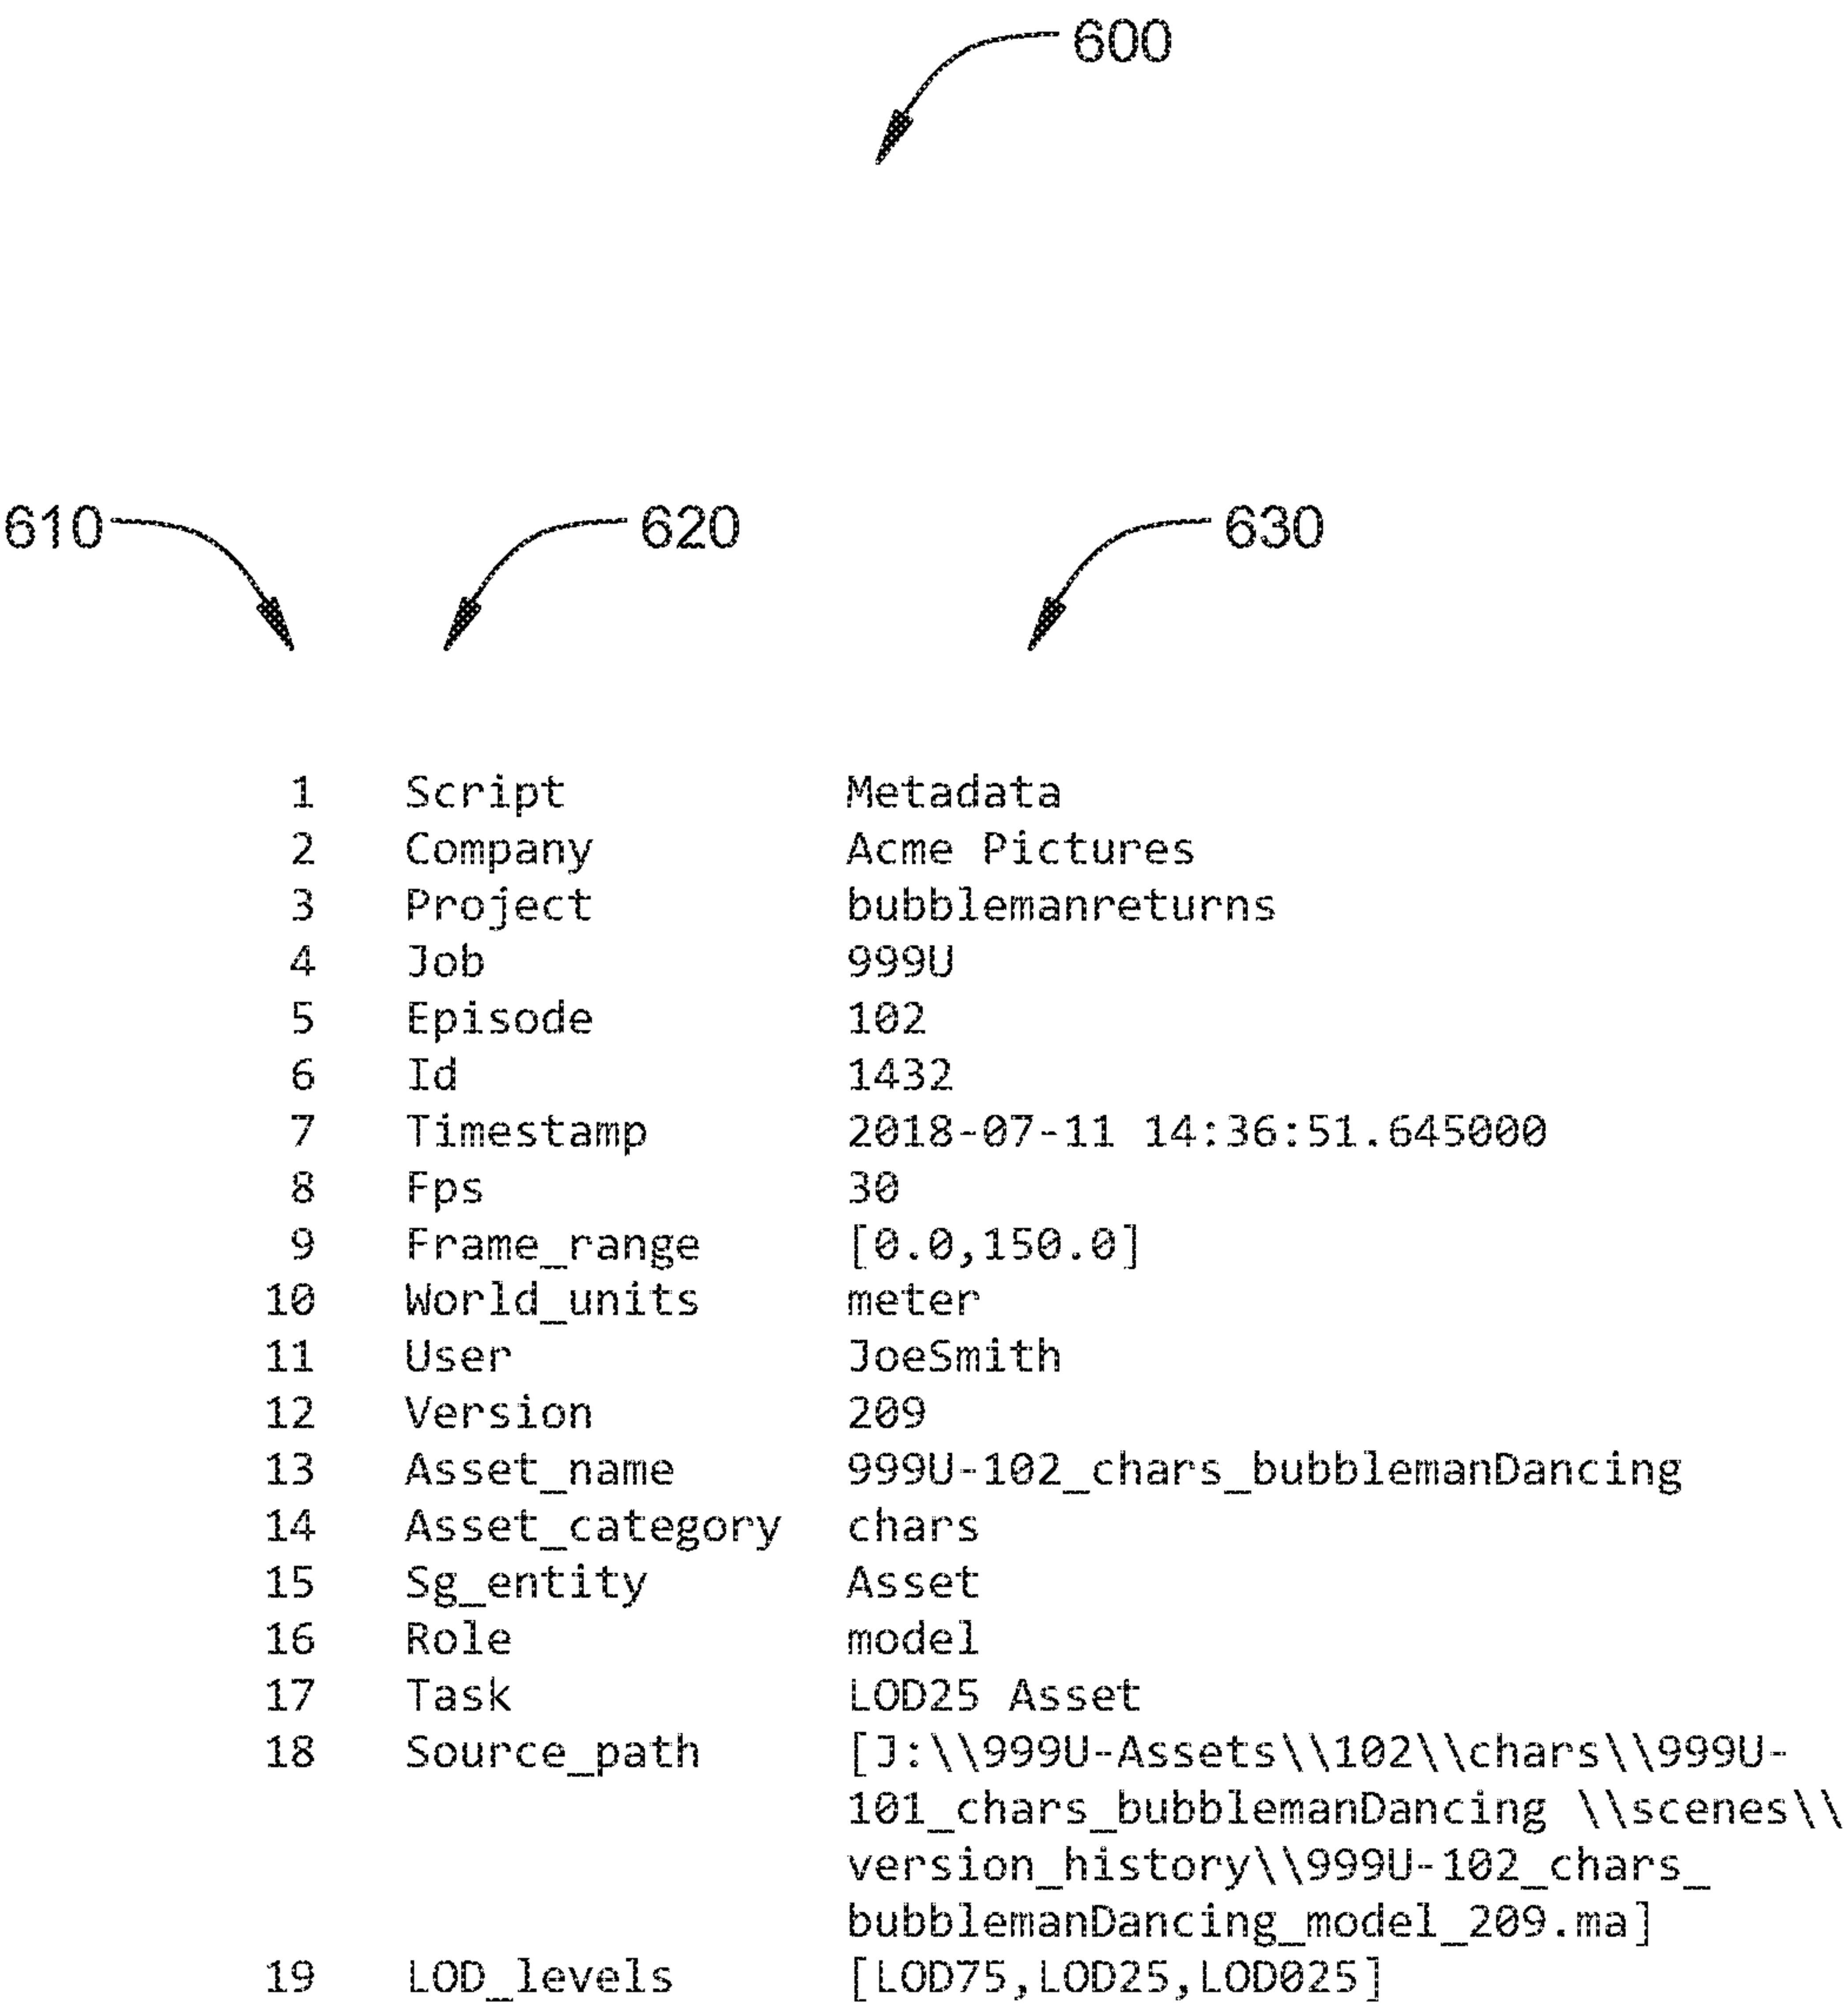 600
610 620 630
1 Script Metadata
2 Company Acme Pictures
3 Project bubblemanreturns
4 Job 999U
5 Episode 102
6 Id 1432
7 Timestamp 2018-07-11 14:36:51.645000
8 Fps 30
9 Frame_range [0.0,150.0]
10 World_units meter
11 User JoeSmith
12 Version 209
13 Asset_name 999U-102_chars_bubblemanDancing
14 Asset_category chars
15 Sg_entity Asset
16 Role model
17 Task LOD25 Asset
18 Source_path [J:\\999U-Assets\\102\\chars\\999U-
101_chars_bubblemanDancing \\scenes\\
version_history\\999U-102_chars_
bubblemanDancing_model_209.ma]
19 LOD_levels [LOD75,LOD25,LOD025]